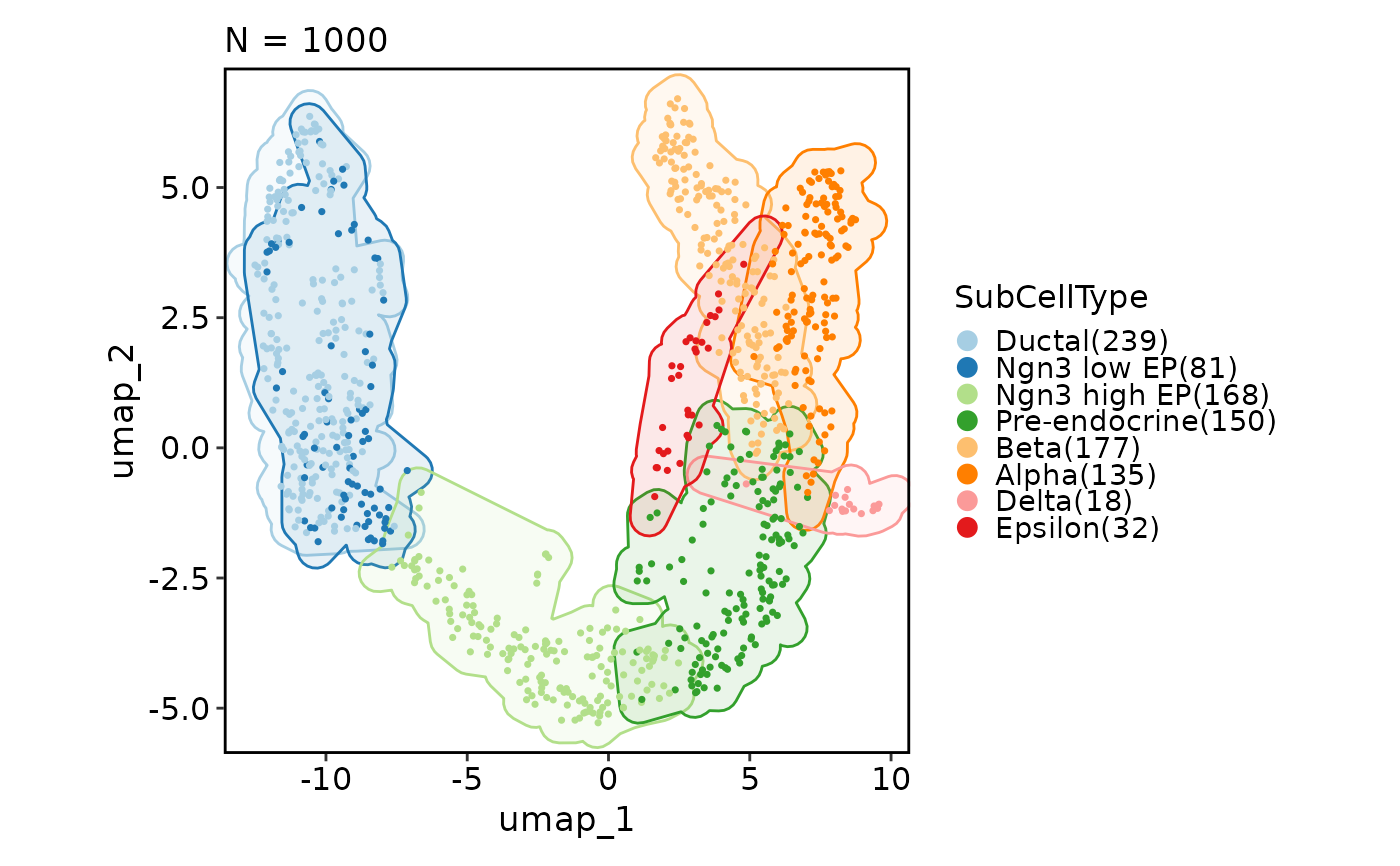 N = 1000
5.0
2.5
0.0
-2.5
-5.0
umap_2
-10
-5
0
5
10
umap_1
SubCellType
Ductal(239)
Ngn3 low EP(81)
Ngn3 high EP(168)
Pre-endocrine(150)
Beta(177)
Alpha(135)
Delta(18)
Epsilon(32)